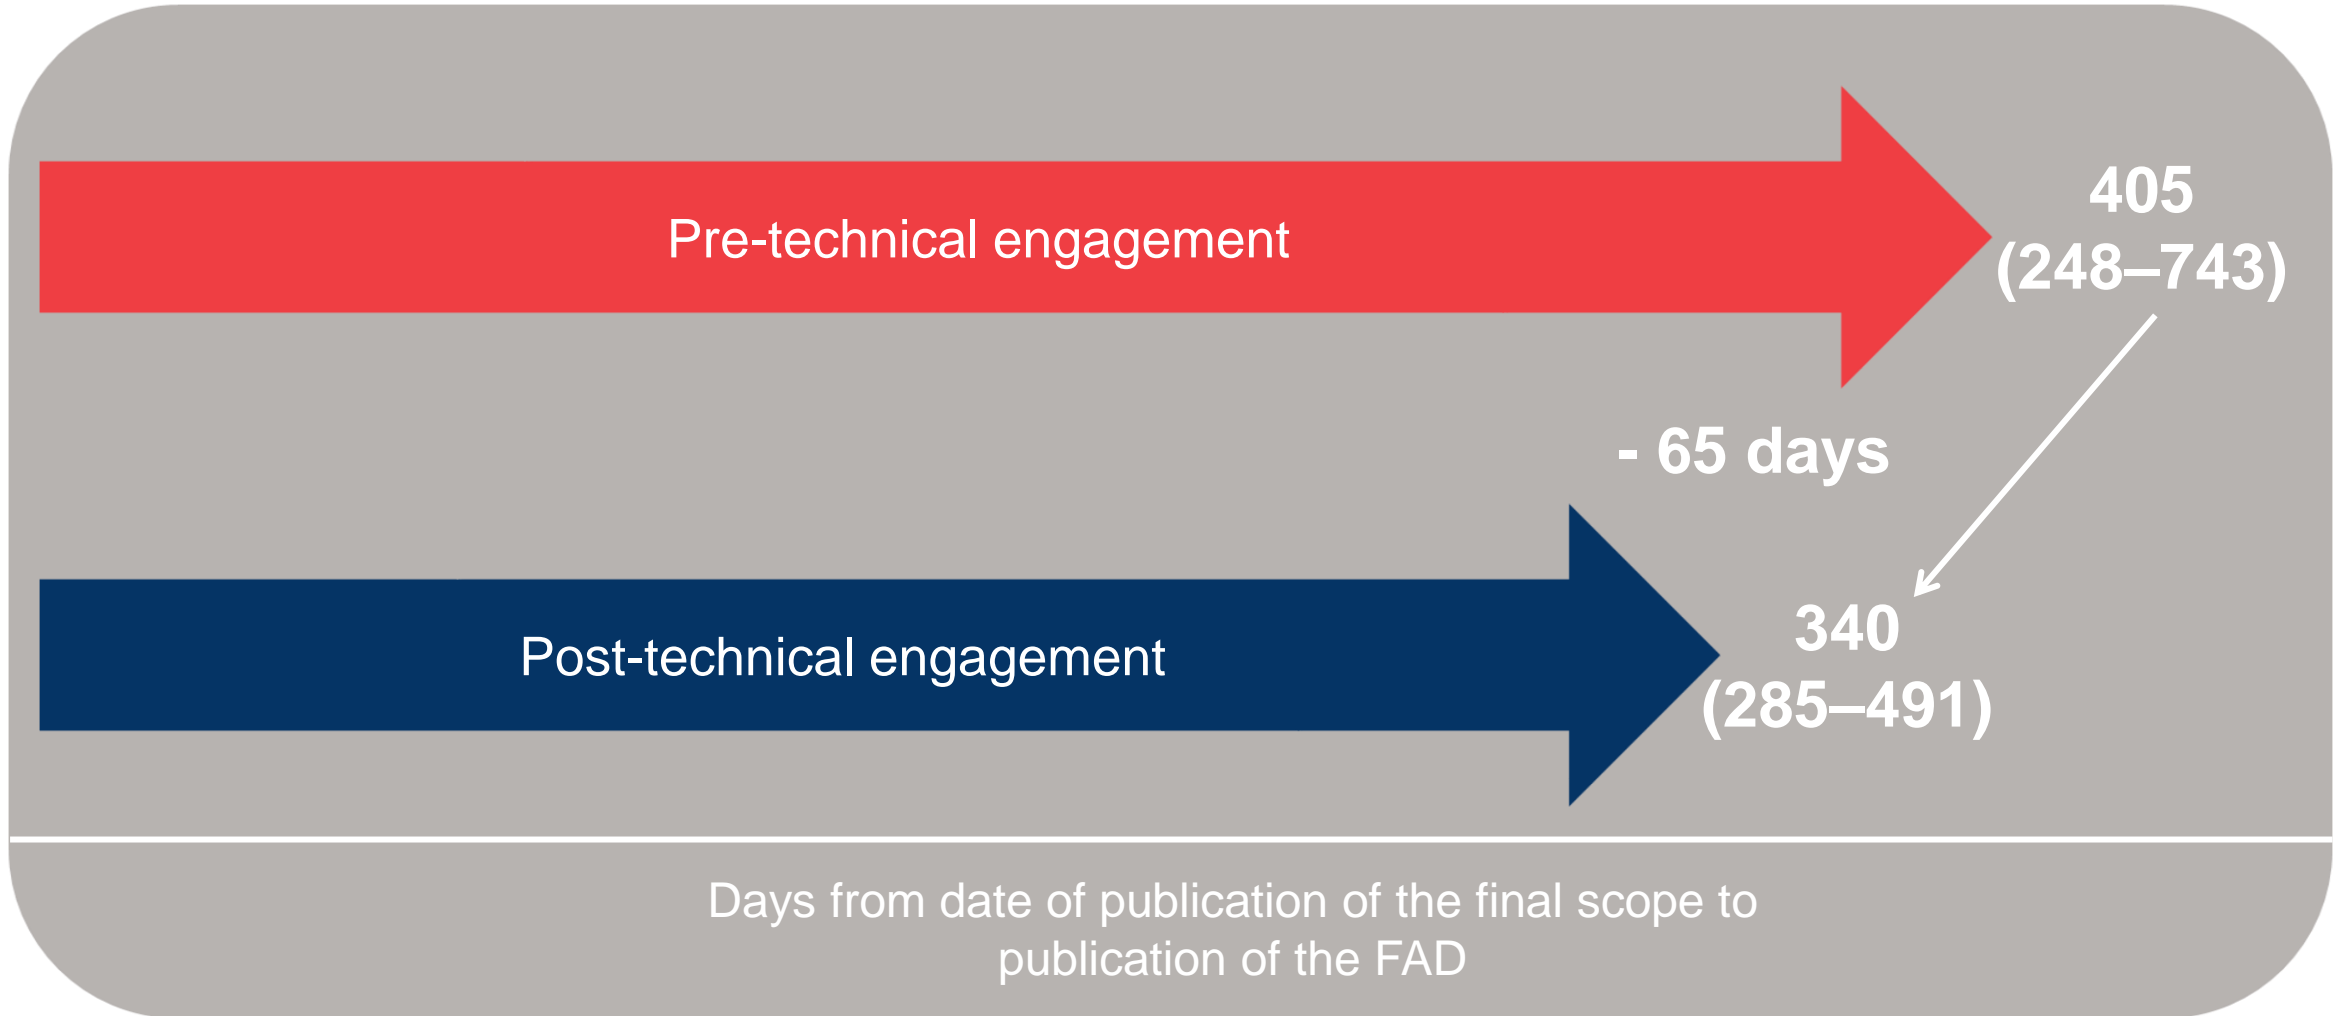 Pre-technical engagement
405
(248–743)
- 65 days
Post-technical engagement
340
(285–491)
Days from date of publication of the final scope to
publication of the FAD